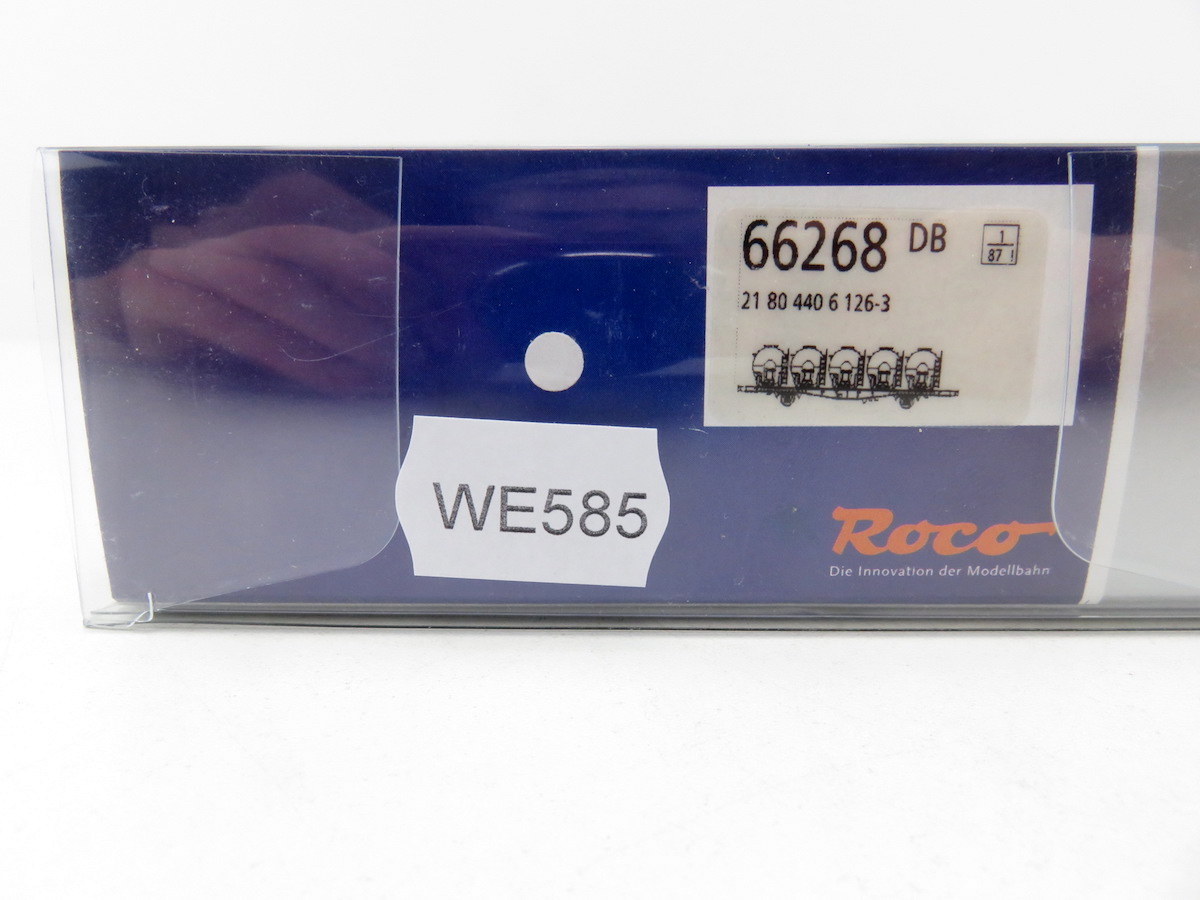 66268 DB
1
87 !
21 80 440 6 126-3
WE585
Roco
Die Innovation der Modellbahn